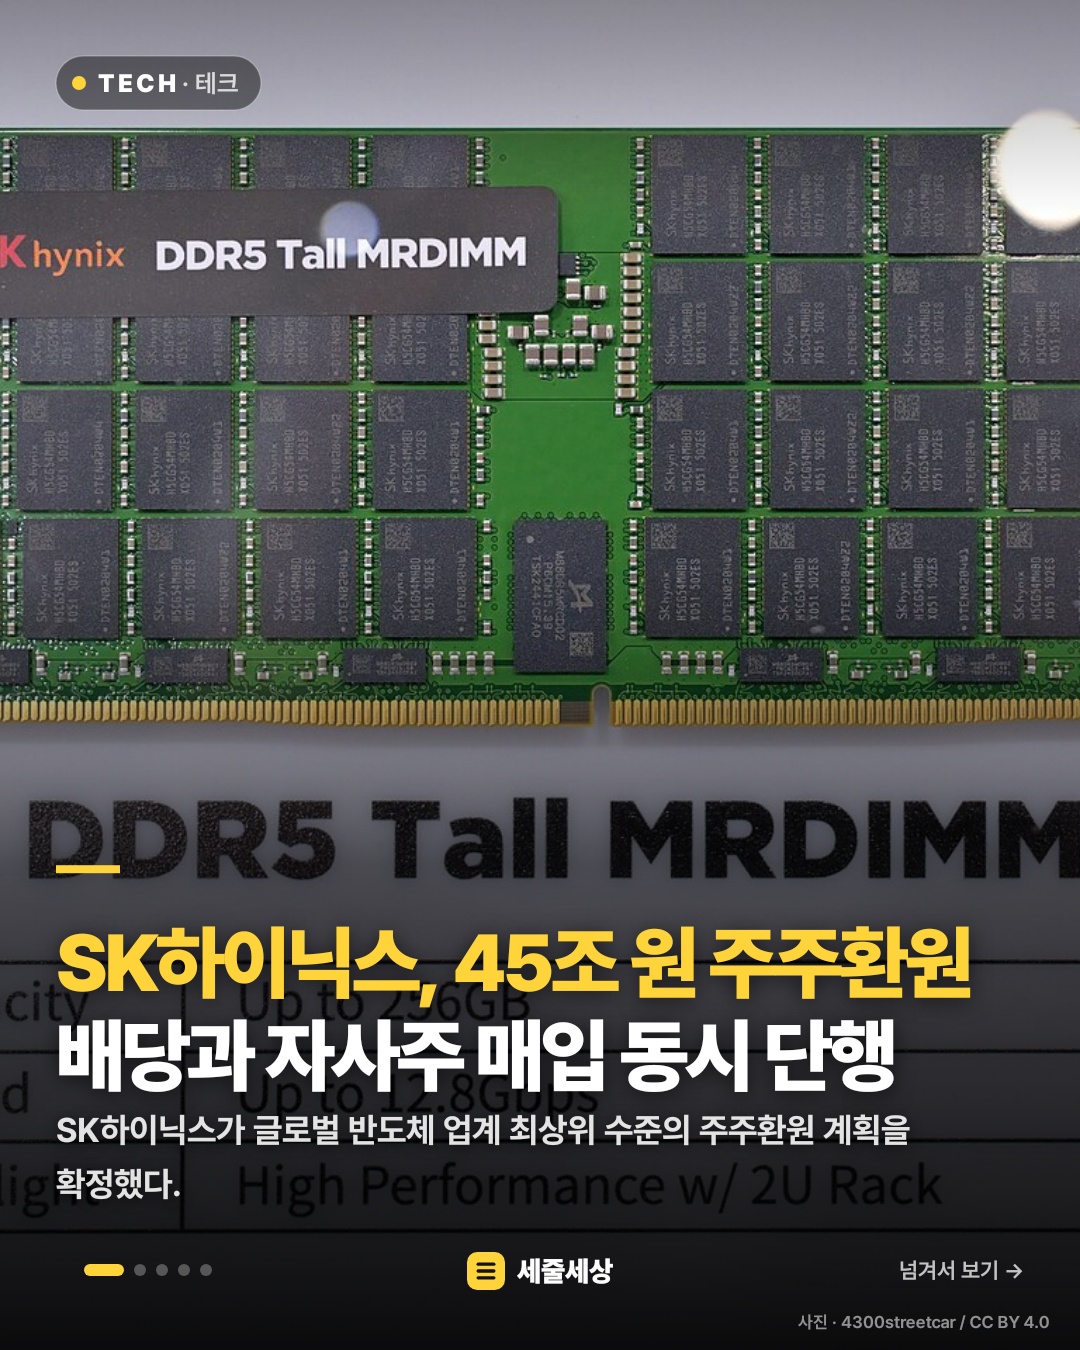 TECH · 테크
K hynix DDR5 Tall MRDIMM
DDR5 Tall MRDIMM
SK하이닉스, 45조 원 주주환원
city Up to 256GB
배당과 자사주 매입 동시 단행
d Up to 12.8Gbps
SK하이닉스가 글로벌 반도체 업계 최상위 수준의 주주환원 계획을
확정했다.
light High Performance w/ 2U Rack
세줄세상
넘겨서 보기 →
사진 · 4300streetcar / CC BY 4.0